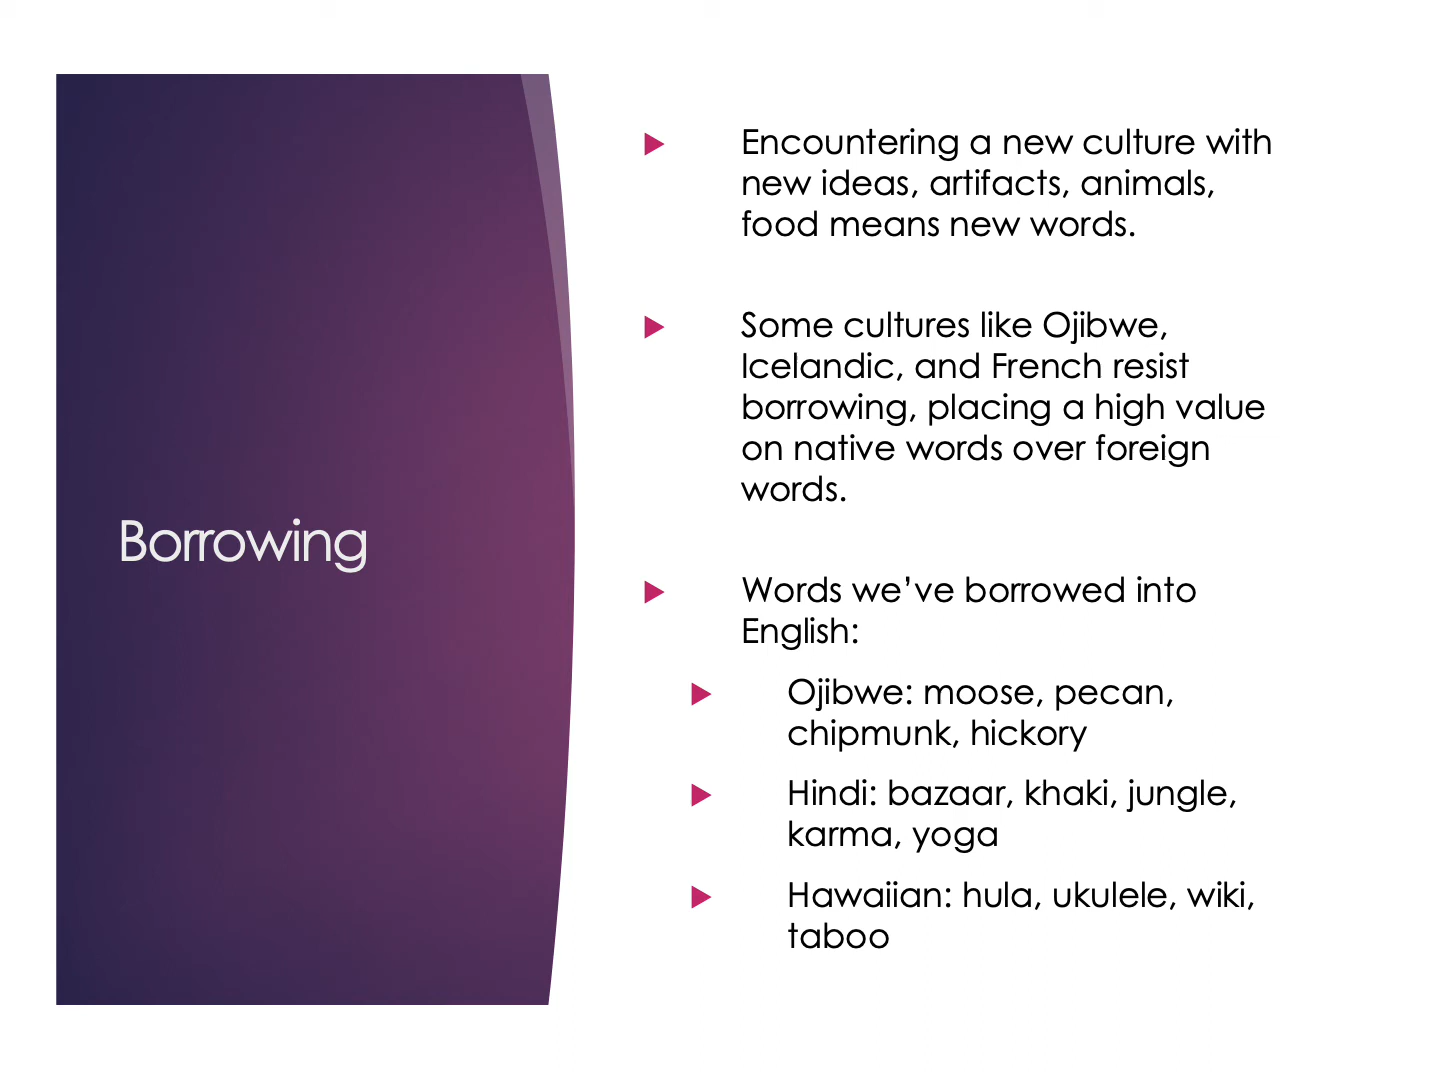 Borrowing
Encountering a new culture with
new ideas, artifacts, animals,
food means new words.
Some cultures like Ojibwe,
Icelandic, and French resist
borrowing, placing a high value
on native words over foreign
words.
Words we’ve borrowed into
English:
Ojibwe: moose, pecan,
chipmunk, hickory
Hindi: bazaar, khaki, jungle,
karma, yoga
Hawaiian: hula, ukulele, wiki,
taboo